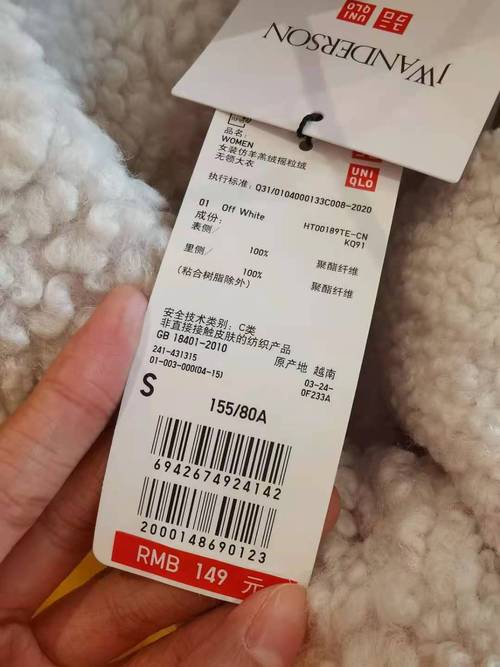 UNI
QLO
ユニ
クロ
JWANDERSON
品名:
WOMEN
女装仿羊羔绒摇粒绒
无领大衣
UNI
QLO
执行标准: Q31/0104000133C008-2020
01 Off White
HT00189TE-CN
KQ91
成份:
表侧/ 100% 聚酯纤维
里侧/ 100% 聚酯纤维
(粘合树脂除外)
安全技术类别: C类
非直接接触皮肤的纺织产品
GB 18401-2010
原产地 越南
241-431315
01-003-000(04-15)
03-24-
0F233A
S
155/80A
6942674924142
2000148690123
RMB 149 元